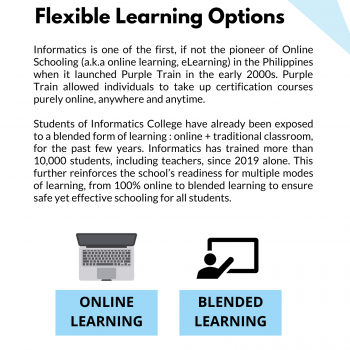 Flexible Learning Options
Informatics is one of the first, if not the pioneer of Online
Schooling (a.k.a online learning, eLearning) in the Philippines
when it launched Purple Train in the early 2000s. Purple
Train allowed individuals to take up certification courses
purely online, anywhere and anytime.
Students of Informatics College have already been exposed
to a blended form of learning : online + traditional classroom,
for the past few years. Informatics has trained more than
10,000 students, including teachers, since 2019 alone. This
further reinforces the school's readiness for multiple modes
of learning, from 100% online to blended learning to ensure
safe yet effective schooling for all students.
ONLINE
LEARNING
BLENDED
LEARNING